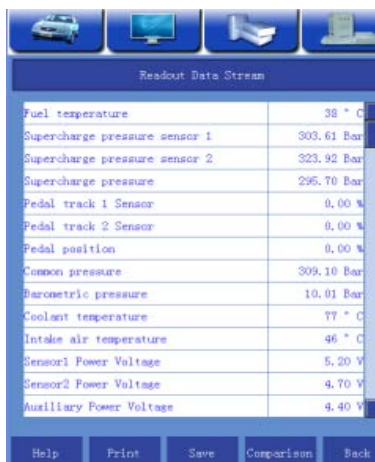 Readout Data Stream
Fuel temperature 38 ° C
Supercharge pressure sensor 1 303.61 Bar
Supercharge pressure sensor 2 323.92 Bar
Supercharge pressure 295.70 Bar
Pedal track 1 Sensor 0.00 %
Pedal track 2 Sensor 0.00 %
Pedal position 0.00 %
Common pressure 309.10 Bar
Barometric pressure 10.01 Bar
Coolant temperature 77 ° C
Intake air temperature 46 ° C
Sensor1 Power Voltage 5.20 V
Sensor2 Power Voltage 4.70 V
Auxiliary Power Voltage 4.40 V
Help Print Save Comparison Back